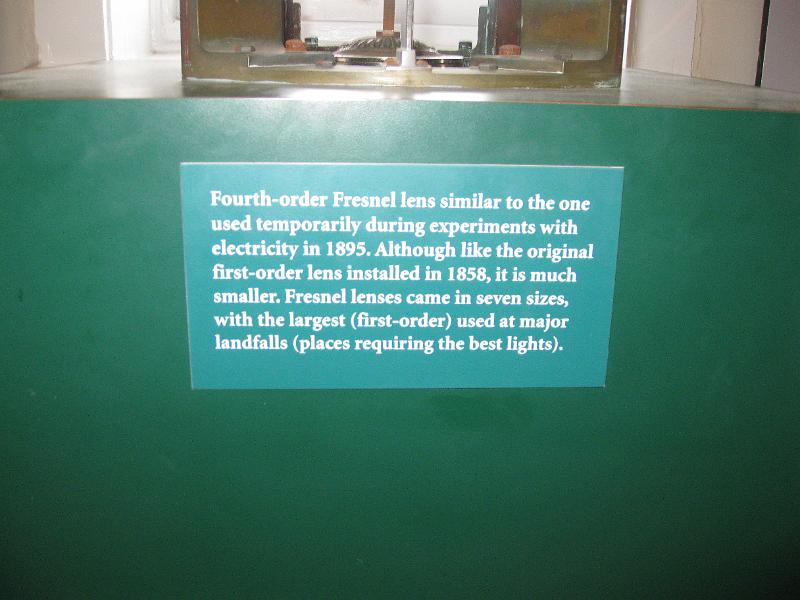 Fourth-order Fresnel lens similar to the one
used temporarily during experiments with
electricity in 1895. Although like the original
first-order lens installed in 1858, it is much
smaller. Fresnel lenses came in seven sizes,
with the largest (first-order) used at major
landfalls (places requiring the best lights).